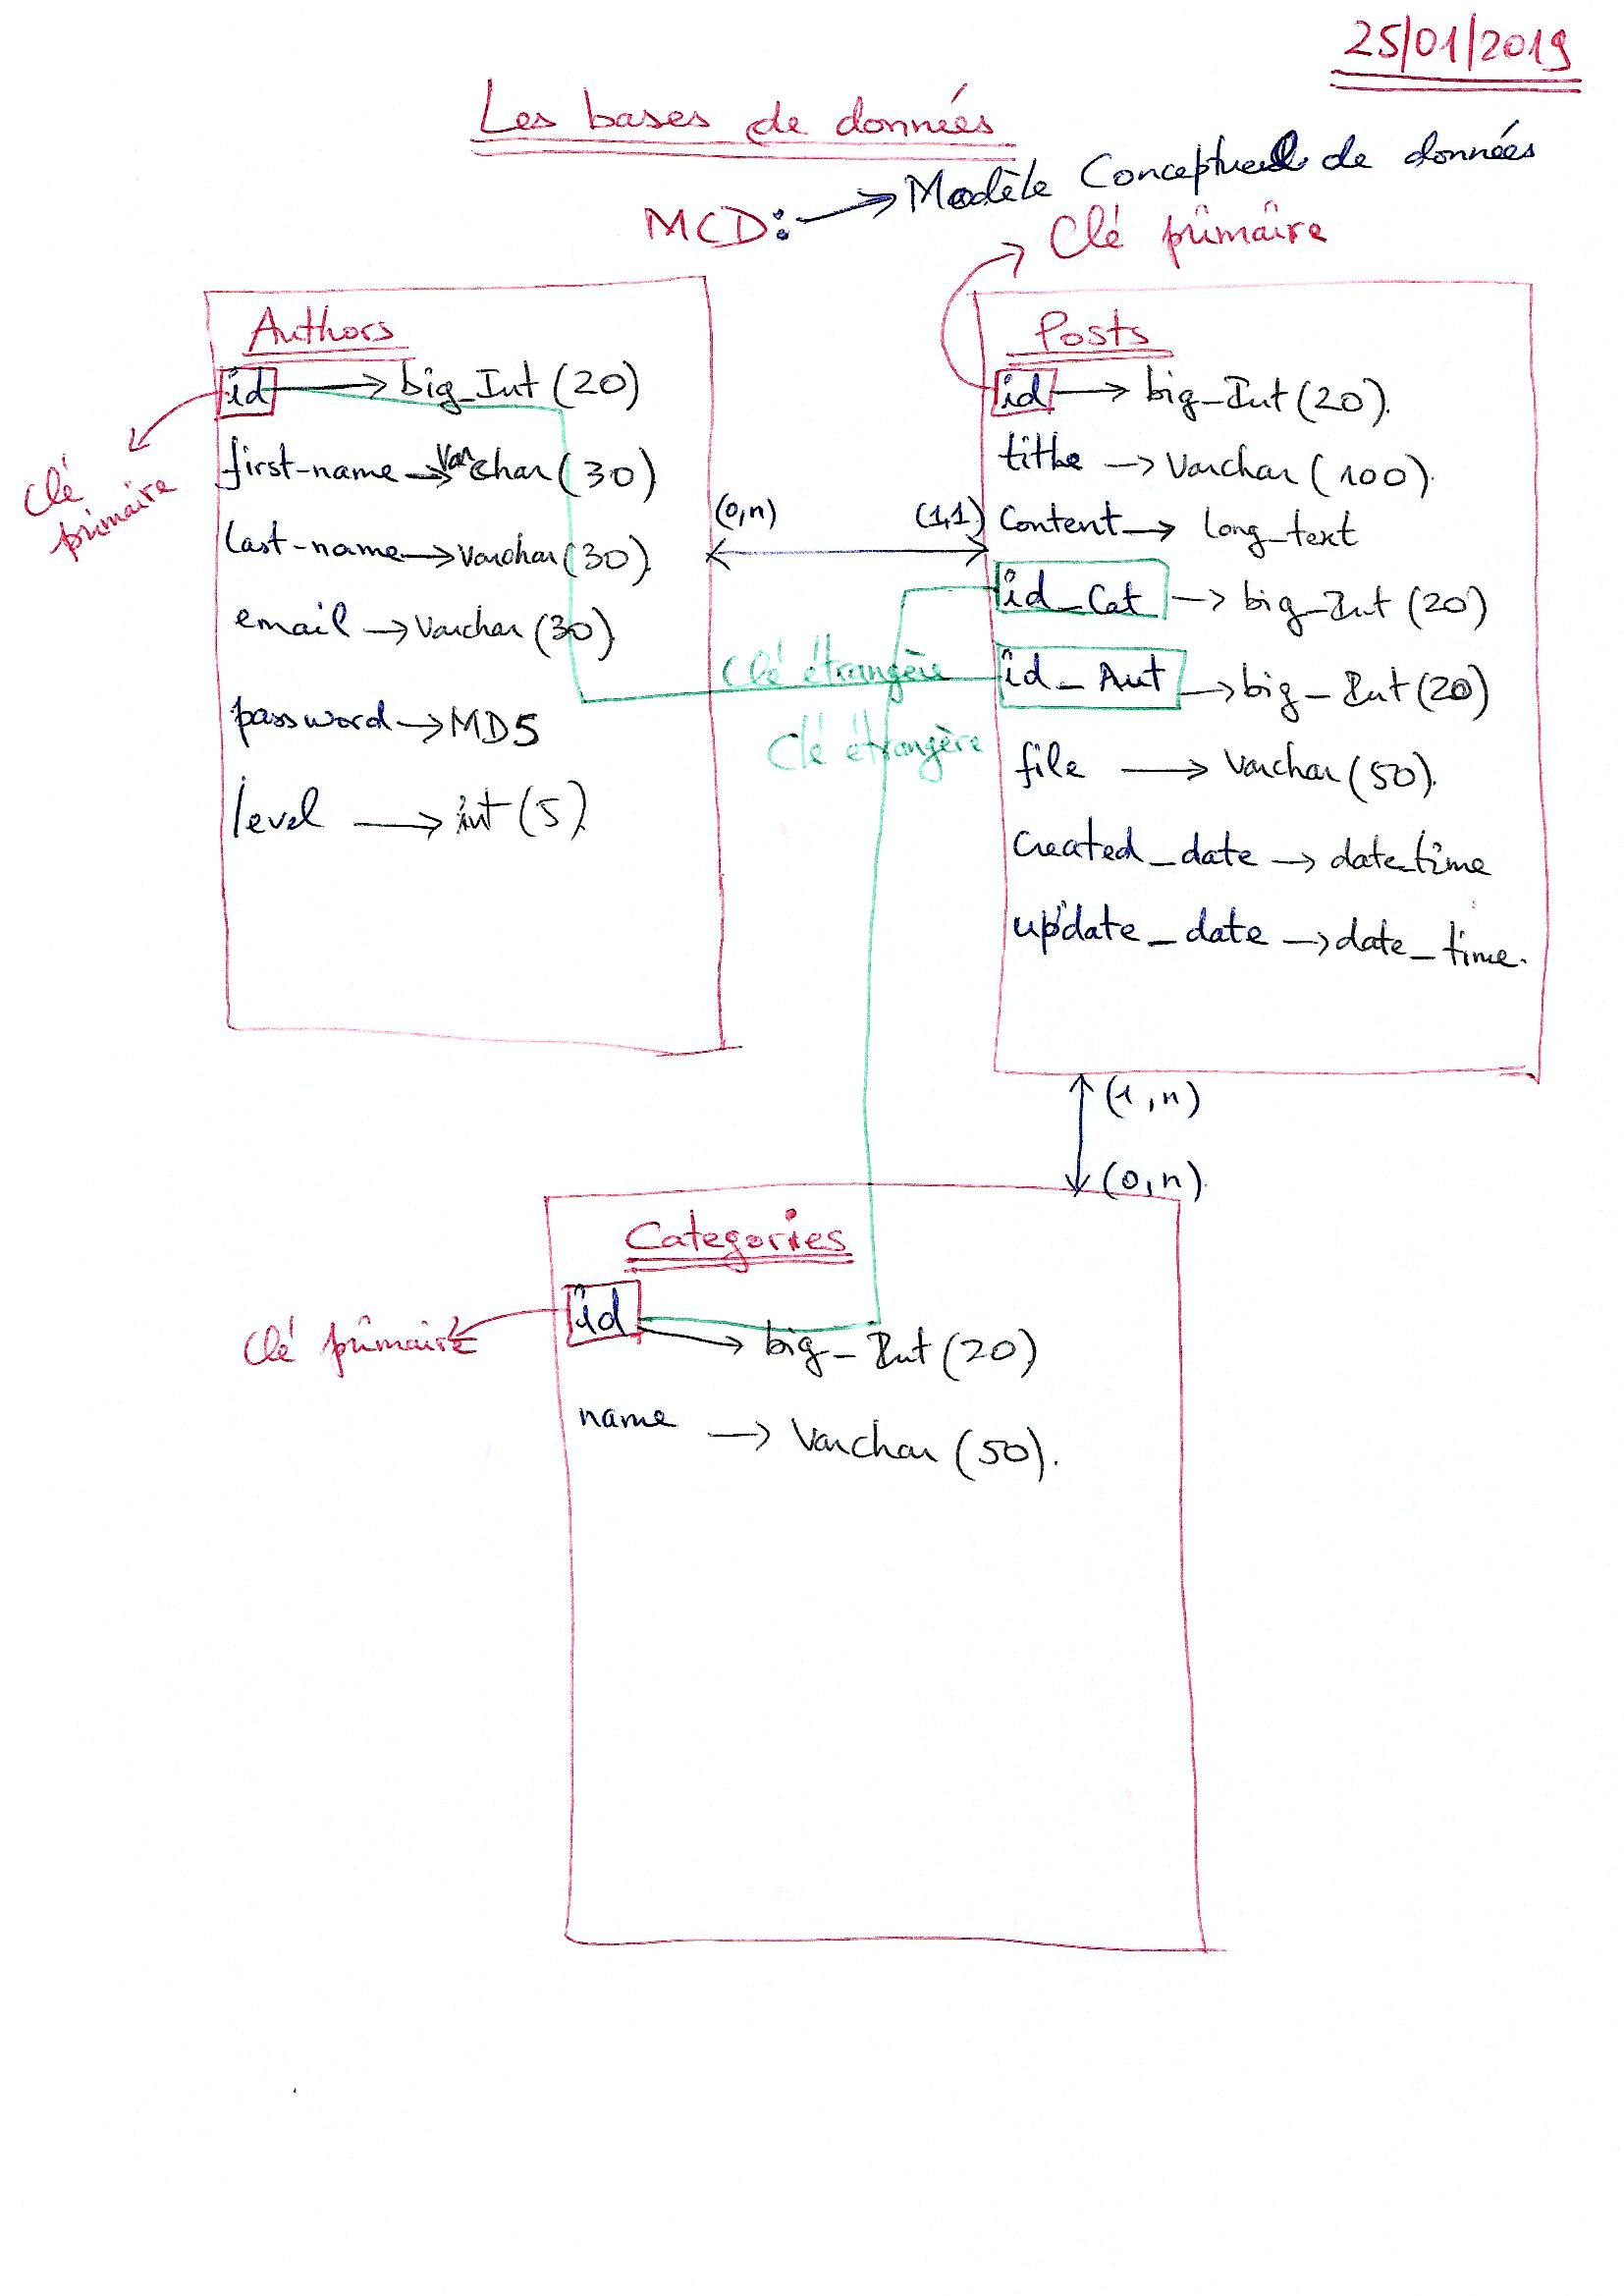 25/01/2019
Les bases de données
MCD: → Modèle Conceptuel de données
Clé primaire
Authors
id → big_Int (20)
first-name → Varchar (30)
last-name → Varchar (30)
email → Varchar (30)
password → MD5
level → int (5)
Clé
primaire
(0,n) (1,1)
Posts
id → big_Int (20).
tithe → Varchar (100).
Content → long_text
id_Cat → big_Int (20)
id_Aut → big_Int (20)
file → Varchar (50).
Created_date → date_time
update_date → date_time.
Clé étrangère
Clé étrangère
(1,n)
(0,n)
Categories
id → big_Int (20)
name → Varchar (50).
Clé primaire